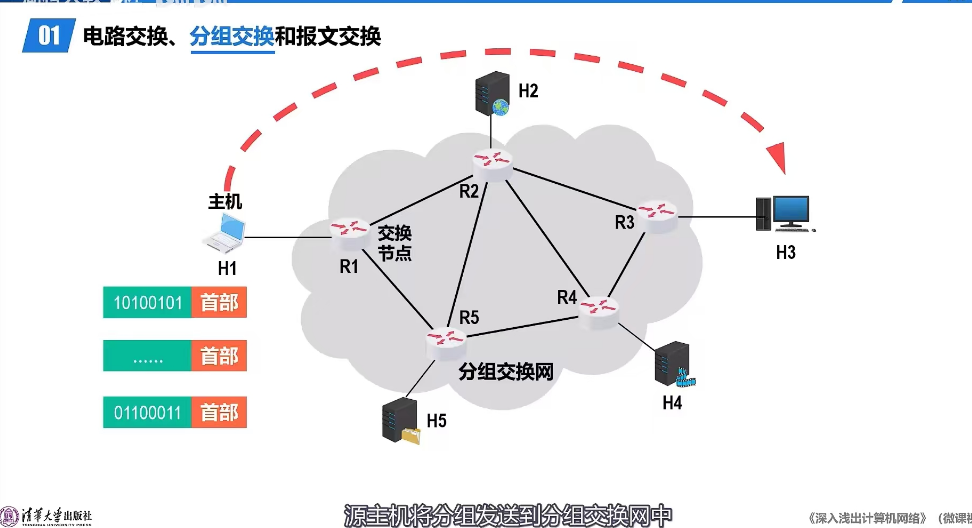 01 电路交换、分组交换和报文交换
H2
R2
主机
R3
交换
节点
H1
R1
H3
10100101 首部
R4
R5
…… 首部
分组交换网
01100011 首部
H4
H5
源主机将分组发送到分组交换网中
清华大学出版社
TSINGHUA UNIVERSITY PRESS
《深入浅出计算机网络》（微课视